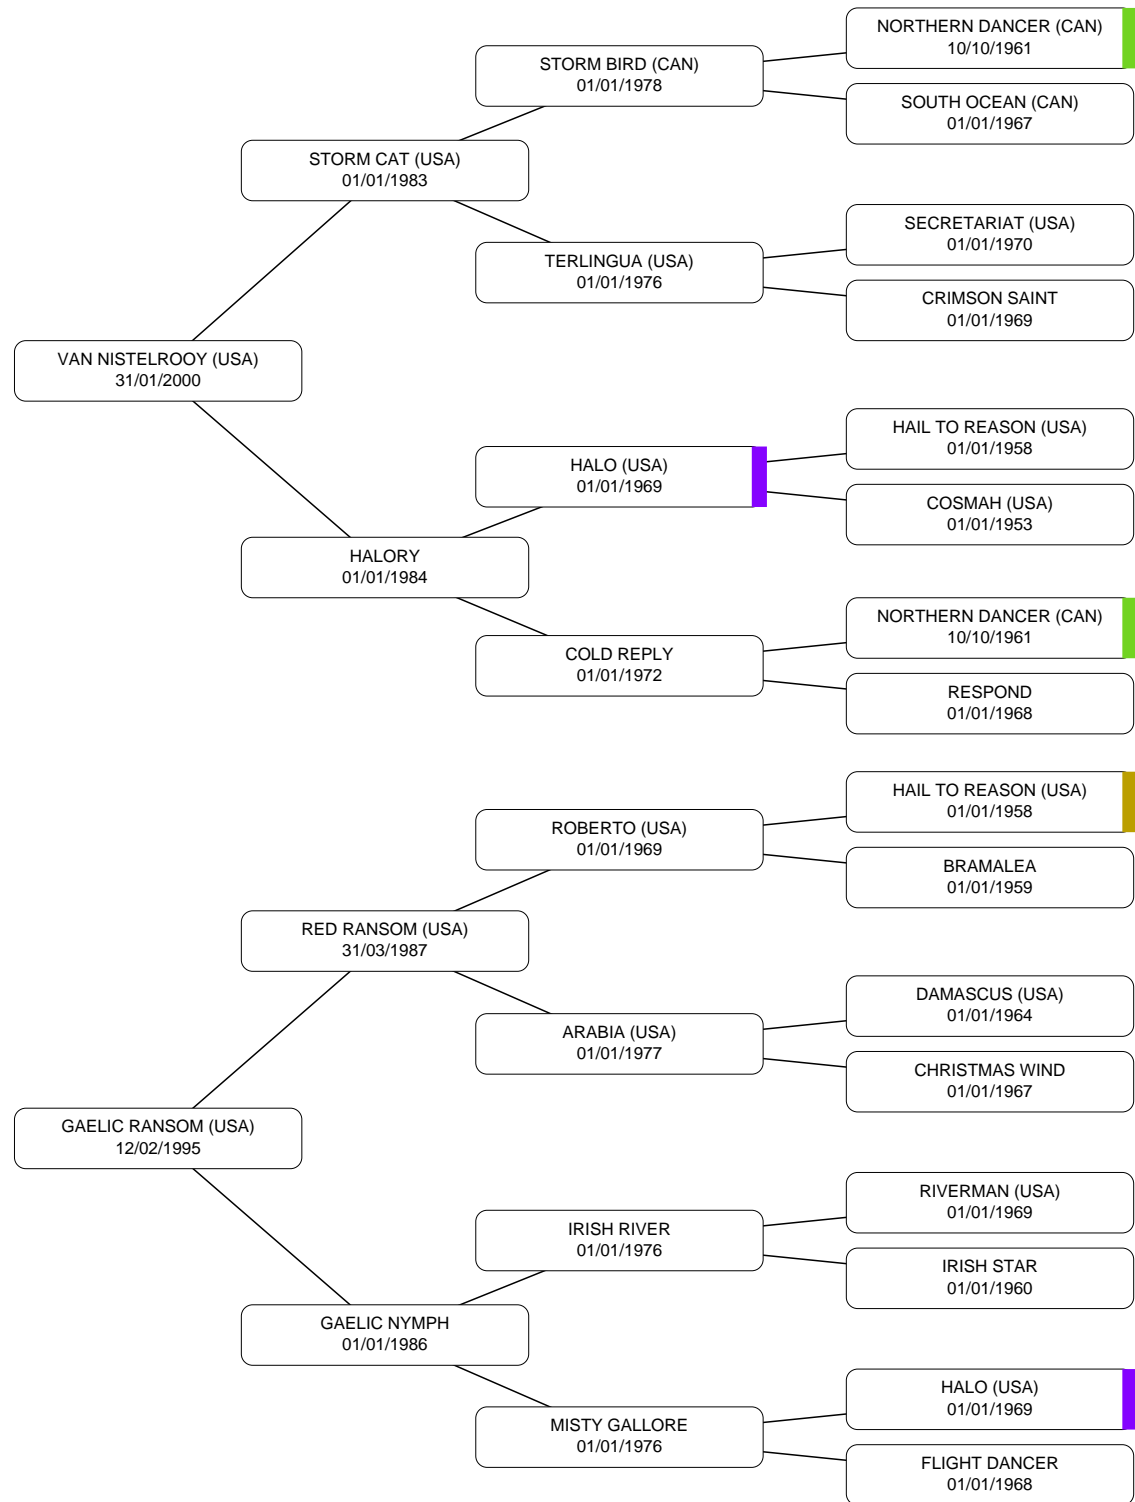 NORTHERN DANCER (CAN)
10/10/1961
STORM BIRD (CAN)
01/01/1978
SOUTH OCEAN (CAN)
01/01/1967
STORM CAT (USA)
01/01/1983
SECRETARIAT (USA)
01/01/1970
TERLINGUA (USA)
01/01/1976
CRIMSON SAINT
01/01/1969
VAN NISTELROOY (USA)
31/01/2000
HAIL TO REASON (USA)
01/01/1958
HALO (USA)
01/01/1969
COSMAH (USA)
01/01/1953
HALORY
01/01/1984
NORTHERN DANCER (CAN)
10/10/1961
COLD REPLY
01/01/1972
RESPOND
01/01/1968
HAIL TO REASON (USA)
01/01/1958
ROBERTO (USA)
01/01/1969
BRAMALEA
01/01/1959
RED RANSOM (USA)
31/03/1987
DAMASCUS (USA)
01/01/1964
ARABIA (USA)
01/01/1977
CHRISTMAS WIND
01/01/1967
GAELIC RANSOM (USA)
12/02/1995
RIVERMAN (USA)
01/01/1969
IRISH RIVER
01/01/1976
IRISH STAR
01/01/1960
GAELIC NYMPH
01/01/1986
HALO (USA)
01/01/1969
MISTY GALLORE
01/01/1976
FLIGHT DANCER
01/01/1968